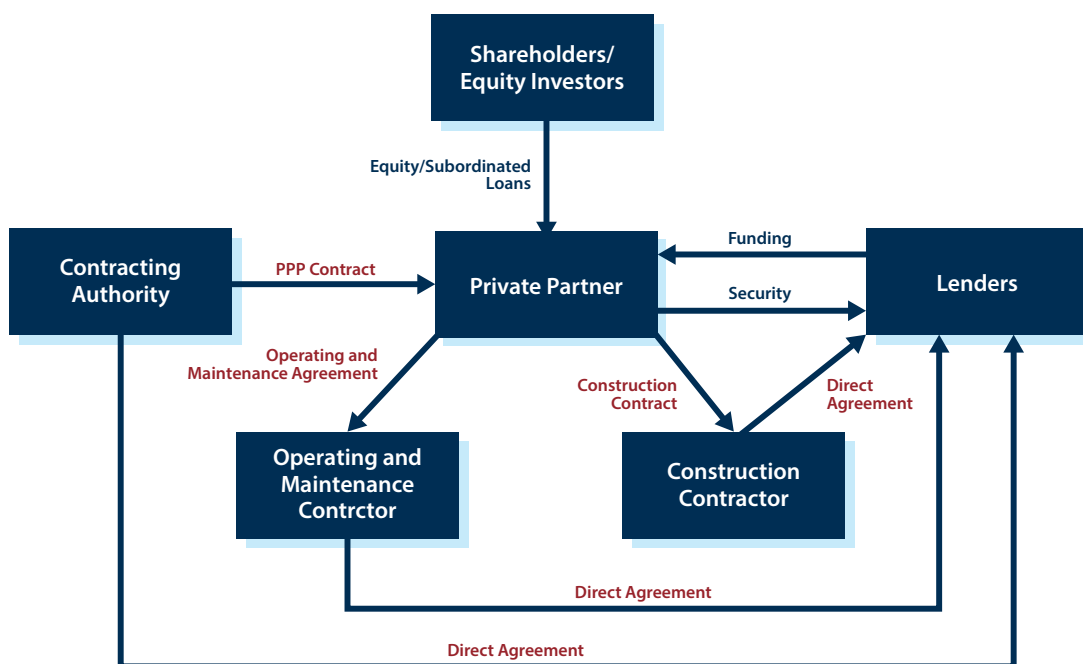 Shareholders/
Equity Investors
Equity/Subordinated
Loans
Contracting
Authority
PPP Contract
Private Partner
Funding
Security
Lenders
Operating and
Maintenance Agreement
Construction
Contract
Direct
Agreement
Operating and
Maintenance
Contrctor
Construction
Contractor
Direct Agreement
Direct Agreement